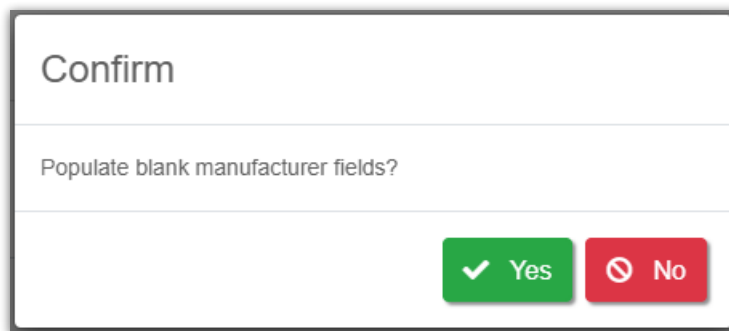 Confirm
Populate blank manufacturer fields?
Yes No